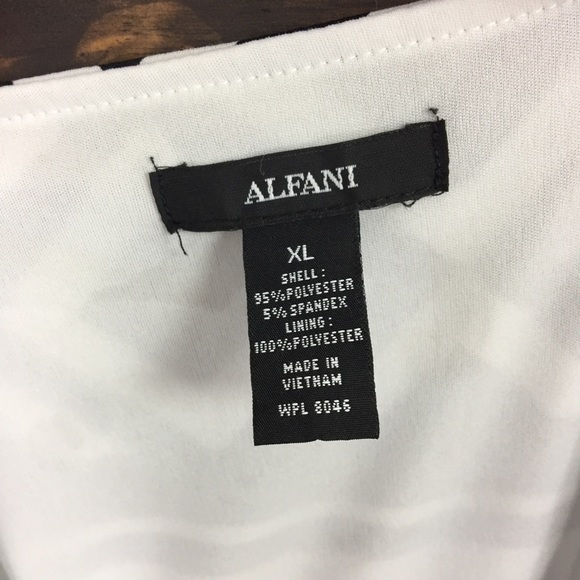 ALFANI
XL
SHELL:
95%POLYESTER
5% SPANDEX
LINING:
100%POLYESTER
MADE IN
VIETNAM
WPL 8046